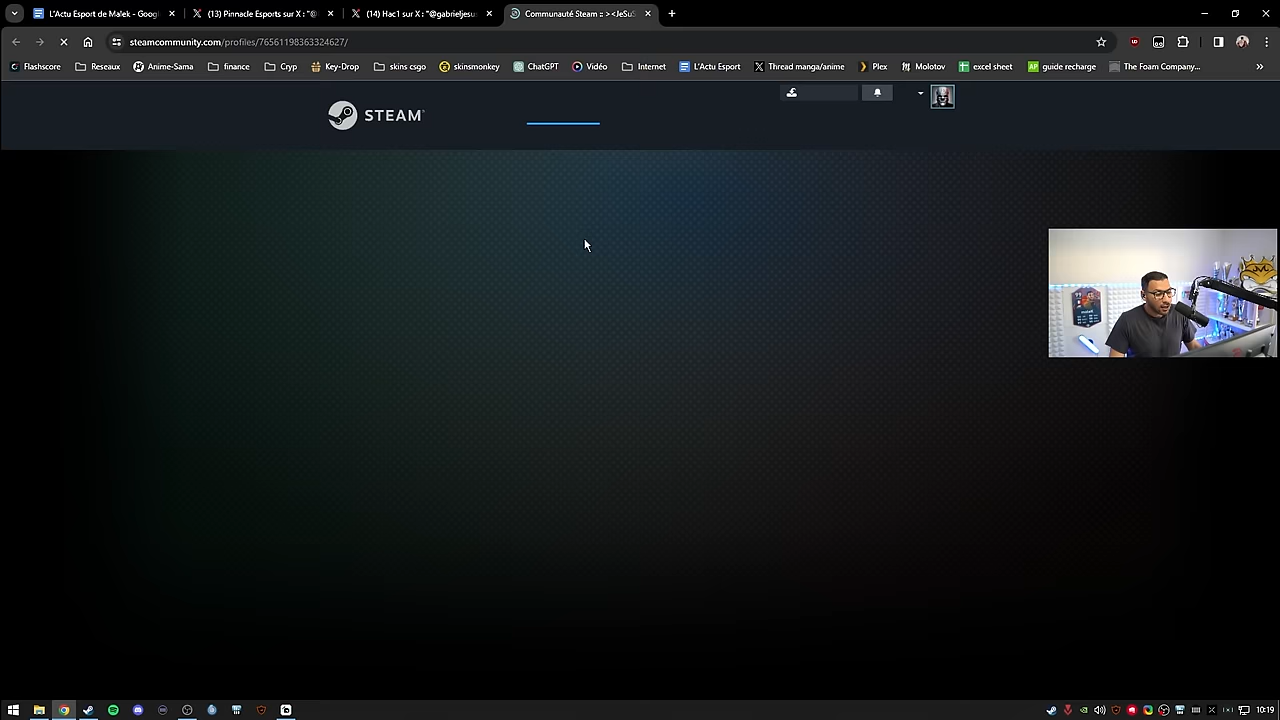 L'Actu Esport de Malek - Googl
(13) Pinnacle Esports sur X : "@
(14) Hac1 sur X : "@gabrieljesu
Communauté Steam :: ><JeSuS
steamcommunity.com/profiles/76561198363324627/
Flashscore
Reseaux
Anime-Sama
finance
Cryp
Key-Drop
skins csgo
skinsmonkey
ChatGPT
Vidéo
Internet
L'Actu Esport
Thread manga/anime
Plex
Molotov
excel sheet
guide recharge
The Foam Company...
STEAM
10:19